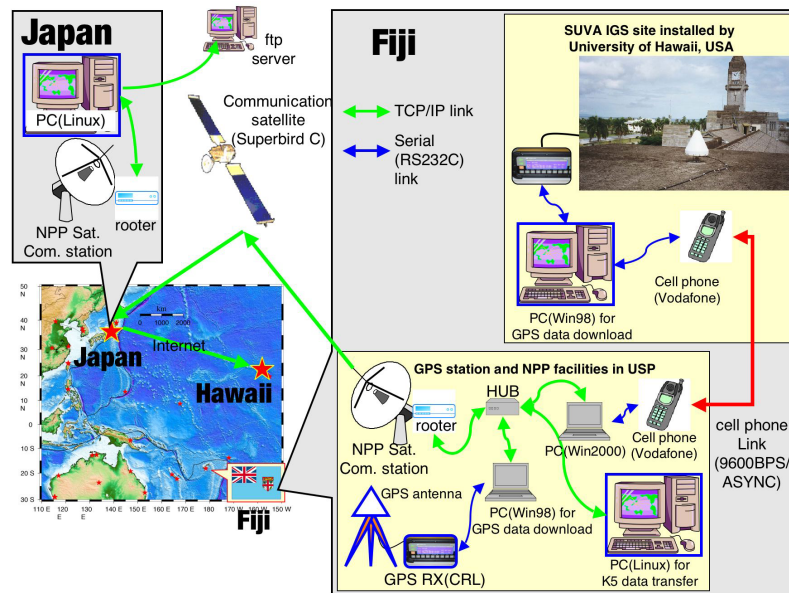 Japan
ftp
server
PC(Linux)
NPP Sat.
Com. station
rooter
Communication
satellite
(Superbird C)
Fiji
TCP/IP link
Serial
(RS232C)
link
SUVA IGS site installed by
University of Hawaii, USA
PC(Win98) for
GPS data download
Cell phone
(Vodafone)
50
N
40
N
30
N
20
N
10
N
0
10 S
20 S
30 S
110 E
120
E
130
E
140 E
150 E
160 E
170 W
160 W
150 W
km
0 1000 2000
Japan
Internet
Hawaii
Fiji
GPS station and NPP facilities in USP
NPP Sat.
Com. station
rooter
HUB
PC(Win2000)
Cell phone
(Vodafone)
cell phone
Link
(9600BPS/
ASYNC)
GPS antenna
GPS RX(CRL)
PC(Win98) for
GPS data download
PC(Linux) for
K5 data transfer